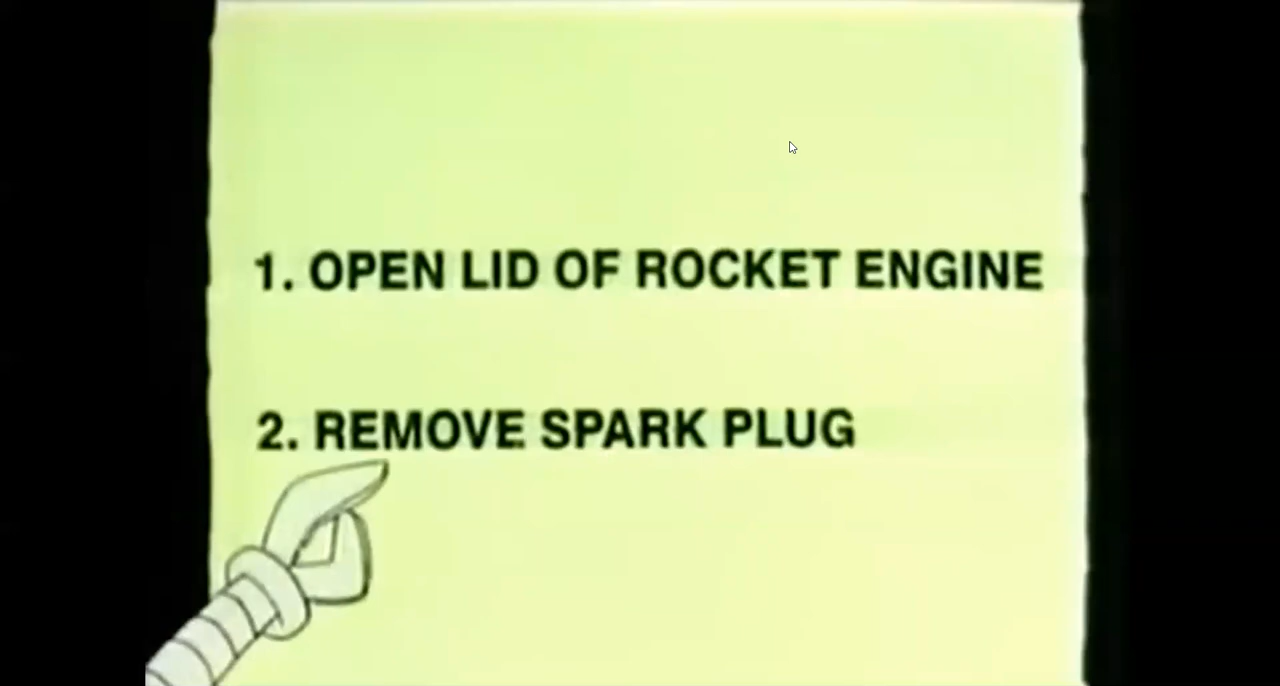 1. OPEN LID OF ROCKET ENGINE
2. REMOVE SPARK PLUG